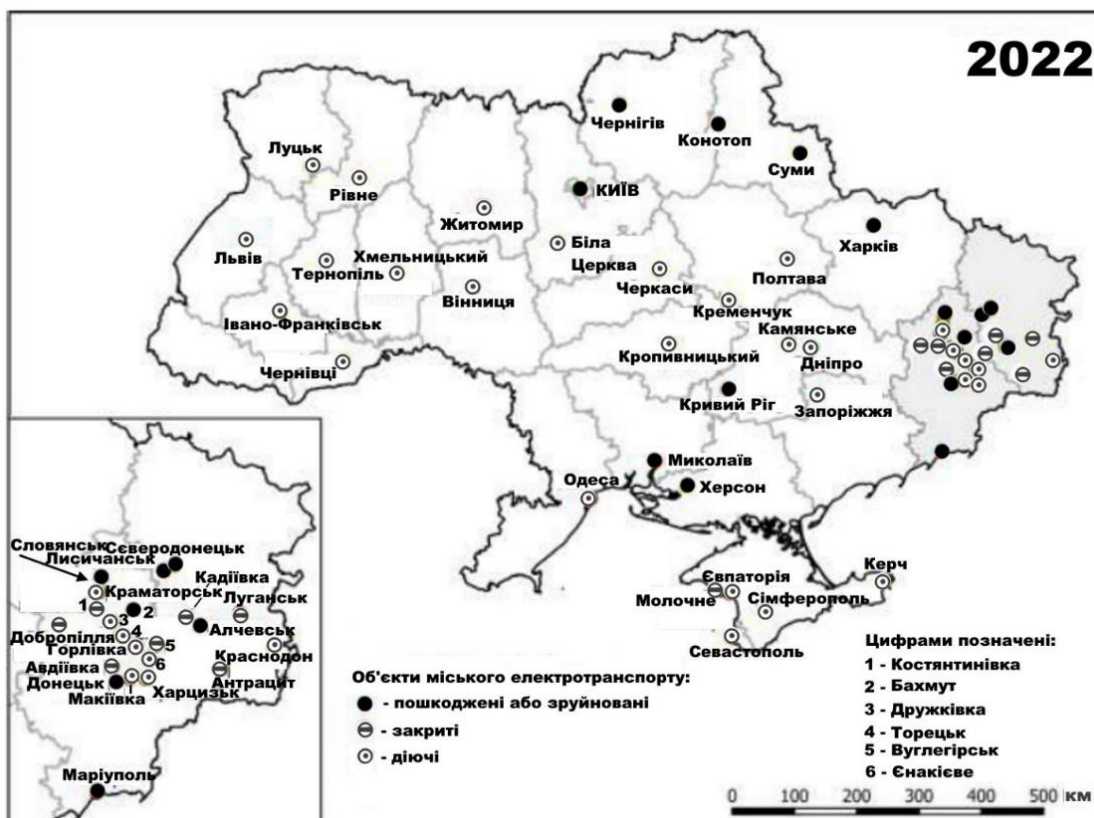 2022
Чернігів
Конотоп
Суми
Луцьк
Рівне
КИЇВ
Житомир
Харків
Львів
Тернопіль
Хмельницький
Біла
Церква
Черкаси
Полтава
Вінниця
Івано-Франківськ
Кременчук
Камянське
Дніпро
Кропивницький
Чернівці
Кривий Ріг
Запоріжжя
Миколаїв
Херсон
Одеса
Керч
Євпаторія
Молочне
Сімферополь
Севастополь
Словянськ
Лисичанськ
Сєверодонецьк
Кадіївка
Краматорськ
Луганськ
1
2
3
Алчевськ
Добропілля
4
5
Горлівка
6
Краснодон
Авдіївка
Антрацит
Донецьк
Харцизьк
Макіївка
Маріуполь
Об'єкти міського електротранспорту:
- пошкоджені або зруйновані
- закриті
- діючі
Цифрами позначені:
1 - Костянтинівка
2 - Бахмут
3 - Дружківка
4 - Торецьк
5 - Вуглегірськ
6 - Єнакієве
0 100 200 300 400 500 км